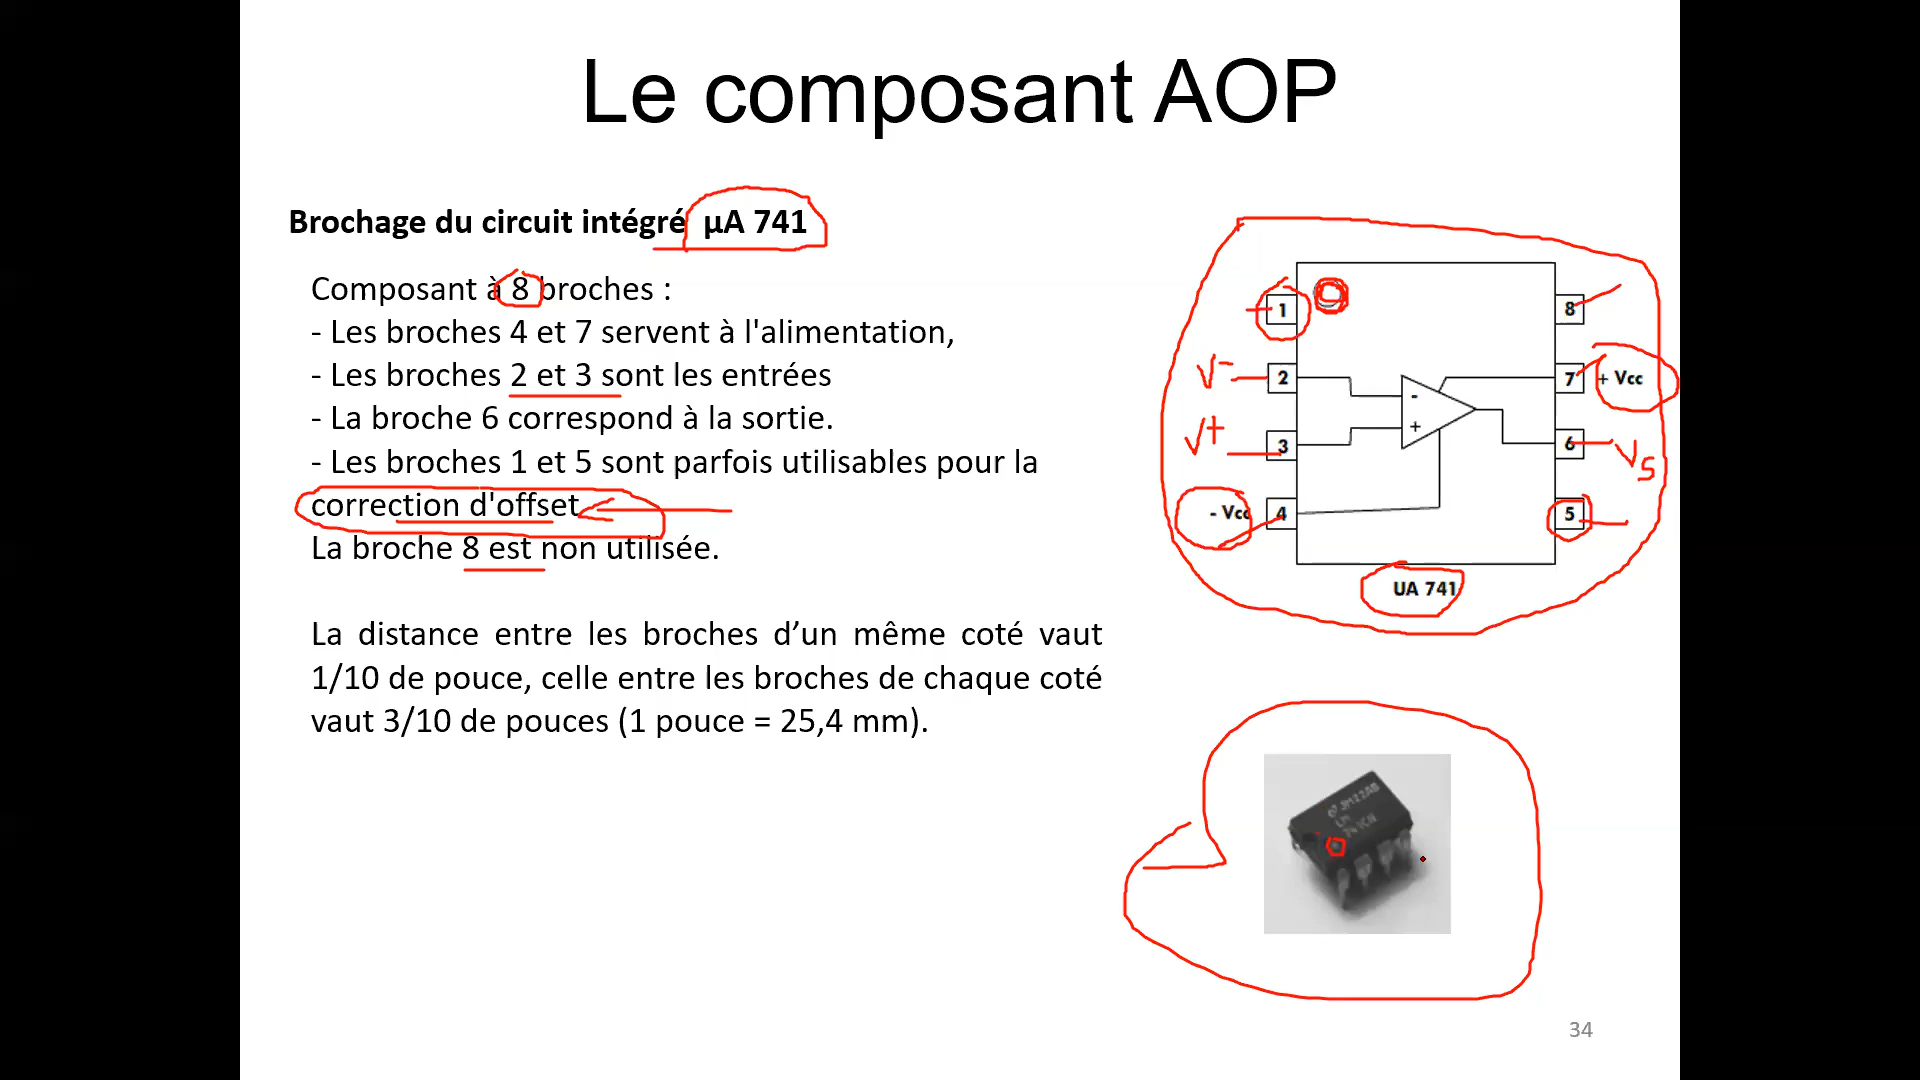 Le composant AOP
Brochage du circuit intégré µA 741
Composant à 8 broches :
- Les broches 4 et 7 servent à l'alimentation,
- Les broches 2 et 3 sont les entrées
- La broche 6 correspond à la sortie.
- Les broches 1 et 5 sont parfois utilisables pour la
correction d'offset
La broche 8 est non utilisée.
La distance entre les broches d’un même coté vaut
1/10 de pouce, celle entre les broches de chaque coté
vaut 3/10 de pouces (1 pouce = 25,4 mm).
1
8
V- 2
7 + Vcc
-
+
V+ 3
6 Vs
- Vcc 4
5
UA 741
LM
741CN
34